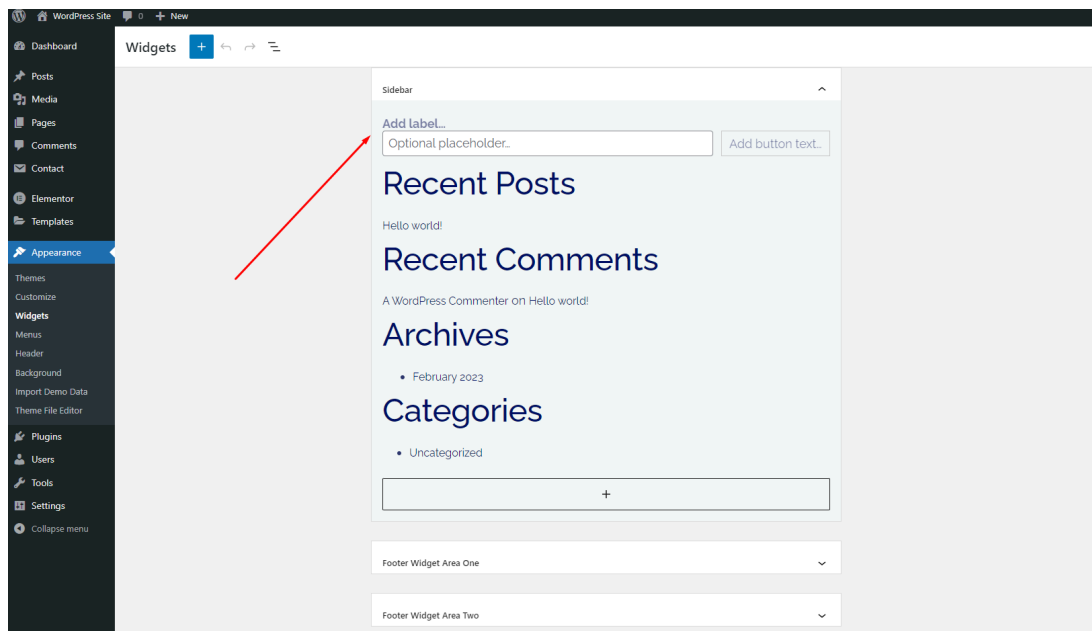 WordPress Site 0 + New
Dashboard
Posts
Media
Pages
Comments
Contact
Elementor
Templates
Appearance
Themes
Customize
Widgets
Menus
Header
Background
Import Demo Data
Theme File Editor
Plugins
Users
Tools
Settings
Collapse menu
Widgets +
Sidebar
Add label...
Optional placeholder...
Add button text...
Recent Posts
Hello world!
Recent Comments
A WordPress Commenter on Hello world!
Archives
• February 2023
Categories
• Uncategorized
+
Footer Widget Area One
Footer Widget Area Two